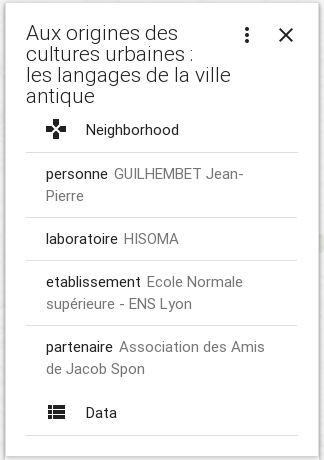 Aux origines des
cultures urbaines :
les langages de la ville
antique
Neighborhood
personne GUILHEMBET Jean-
Pierre
laboratoire HISOMA
etablissement Ecole Normale
supérieure - ENS Lyon
partenaire Association des Amis
de Jacob Spon
Data